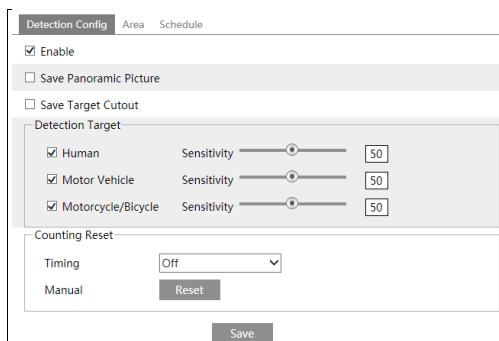 Detection Config Area Schedule
Enable
Save Panoramic Picture
Save Target Cutout
Detection Target
Human Sensitivity 50
Motor Vehicle Sensitivity 50
Motorcycle/Bicycle Sensitivity 50
Counting Reset
Timing Off
Manual Reset
Save